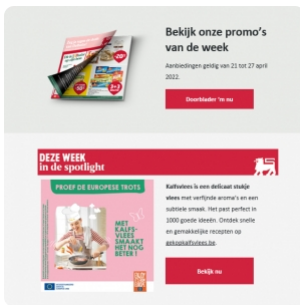 Bekijk onze promo's
van de week
Aanbiedingen geldig van 21 tot 27 april
2022.
Doorblader 'm nu
DEZE WEEK
in de spotlight
PROEF DE EUROPESE TROTS
MET
KALFS-
VLEES
SMAAKT
HET NOG
BETER !
Kalfsvlees is een delicaat stukje
vlees met verfijnde aroma's en een
subtiele smaak. Het past perfect in
1000 goede ideeën. Ontdek snelle
en gemakkelijke recepten op
gekopkalfsvlees.be.
Bekijk nu